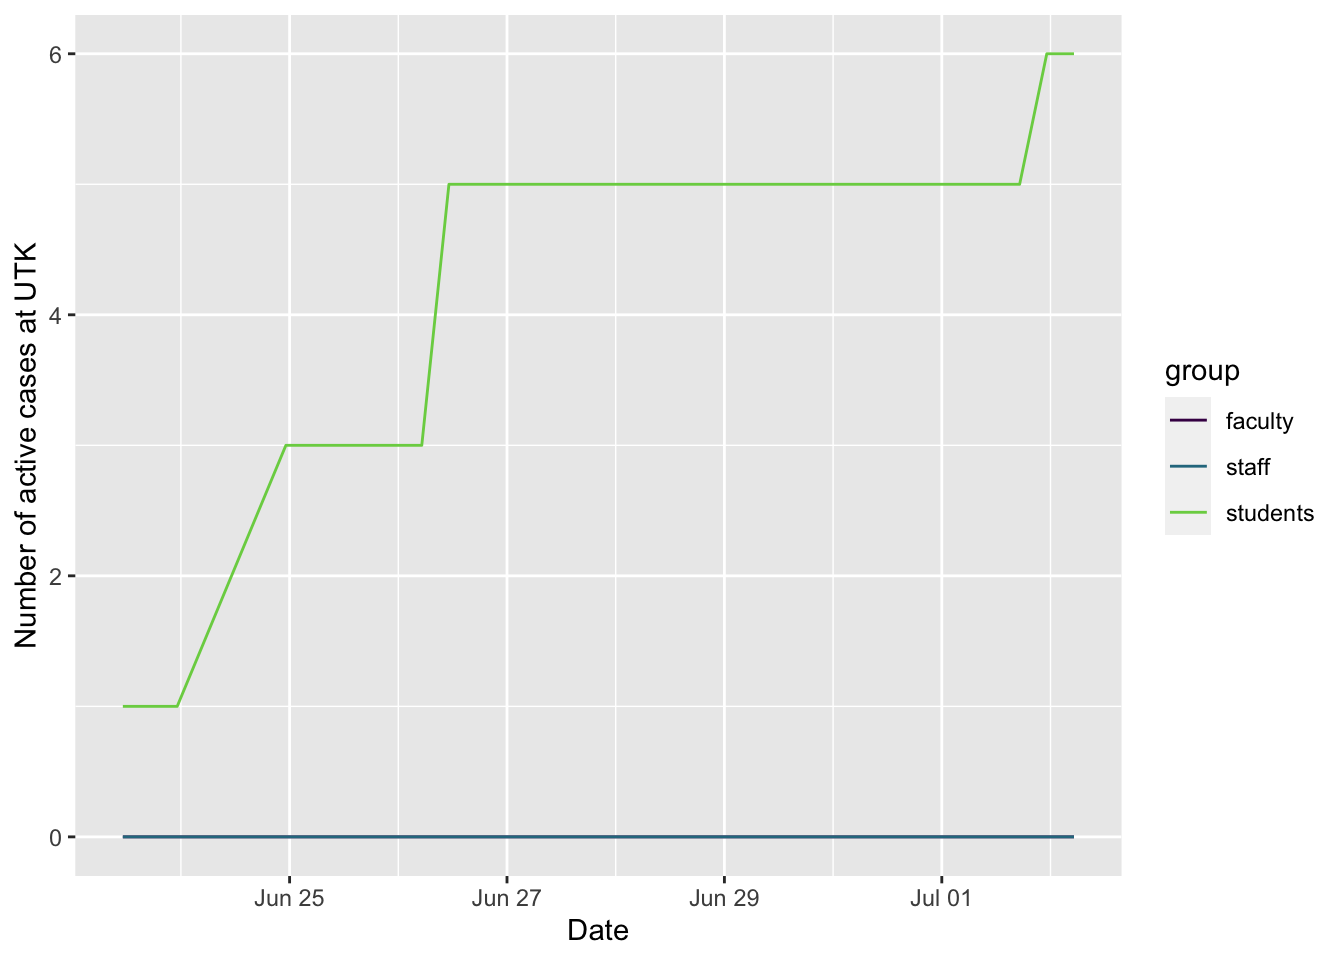 Number of active cases at UTK
6
4
2
0
Jun 25
Jun 27
Jun 29
Jul 01
Date
group
faculty
staff
students